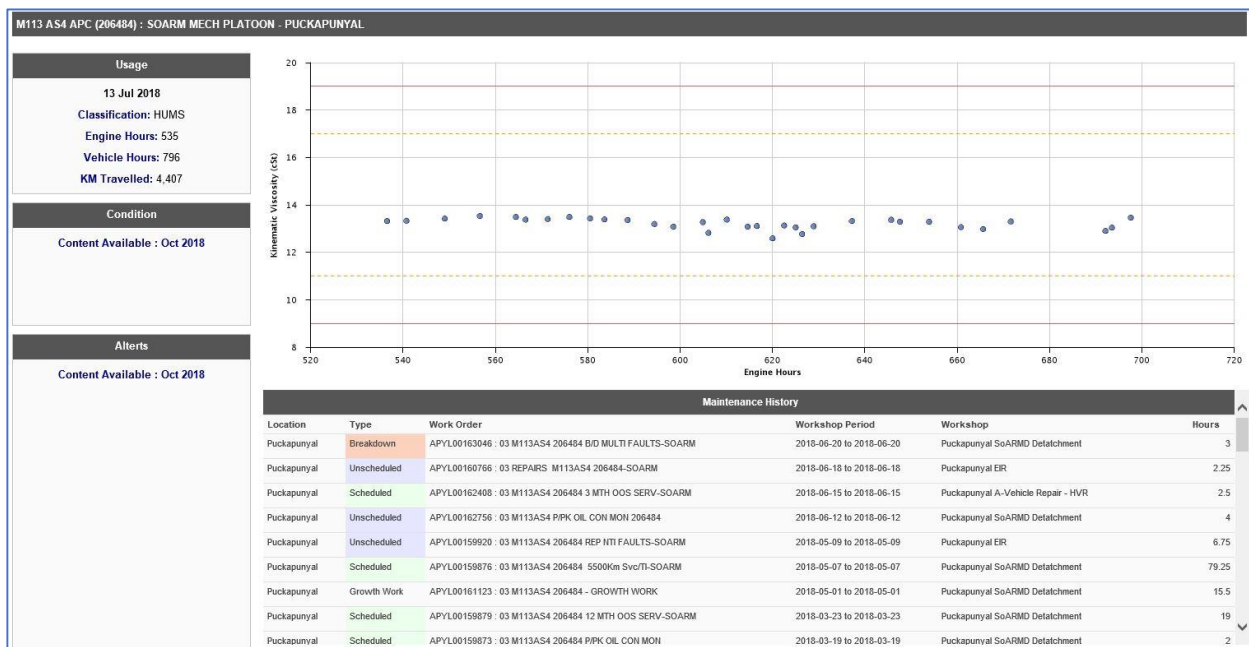 M113 AS4 APC (206484) : SOARM MECH PLATOON - PUCKAPUNYAL
Usage
13 Jul 2018
Classification: HUMS
Engine Hours: 535
Vehicle Hours: 796
KM Travelled: 4,407
Condition
Content Available : Oct 2018
Alterts
Content Available : Oct 2018
Kinematic Viscosity (cSt)
20
18
16
14
12
10
8
520 540 560 580 600 620 640 660 680 700 720
Engine Hours
Maintenance History
Location Type Work Order Workshop Period Workshop Hours
Puckapunyal Breakdown APYL00163046 : 03 M113AS4 206484 B/D MULTI FAULTS-SOARM 2018-06-20 to 2018-06-20 Puckapunyal SoARMD Detatchment 3
Puckapunyal Unscheduled APYL00160766 : 03 REPAIRS M113AS4 206484-SOARM 2018-06-18 to 2018-06-18 Puckapunyal EIR 2.25
Puckapunyal Scheduled APYL00162408 : 03 M113AS4 206484 3 MTH OOS SERV-SOARM 2018-06-15 to 2018-06-15 Puckapunyal A-Vehicle Repair - HVR 2.5
Puckapunyal Unscheduled APYL00162756 : 03 M113AS4 P/PK OIL CON MON 206484 2018-06-12 to 2018-06-12 Puckapunyal SoARMD Detatchment 4
Puckapunyal Unscheduled APYL00159920 : 03 M113AS4 206484 REP NTI FAULTS-SOARM 2018-05-09 to 2018-05-09 Puckapunyal EIR 6.75
Puckapunyal Scheduled APYL00159876 : 03 M113AS4 206484 5500Km Svc/TI-SOARM 2018-05-07 to 2018-05-07 Puckapunyal SoARMD Detatchment 79.25
Puckapunyal Growth Work APYL00161123 : 03 M113AS4 206484 - GROWTH WORK 2018-05-01 to 2018-05-01 Puckapunyal SoARMD Detatchment 15.5
Puckapunyal Scheduled APYL00159879 : 03 M113AS4 206484 12 MTH OOS SERV-SOARM 2018-03-23 to 2018-03-23 Puckapunyal SoARMD Detatchment 19
Puckapunyal Scheduled APYL00159873 : 03 M113AS4 206484 P/PK OIL CON MON 2018-03-19 to 2018-03-19 Puckapunyal SoARMD Detatchment 2